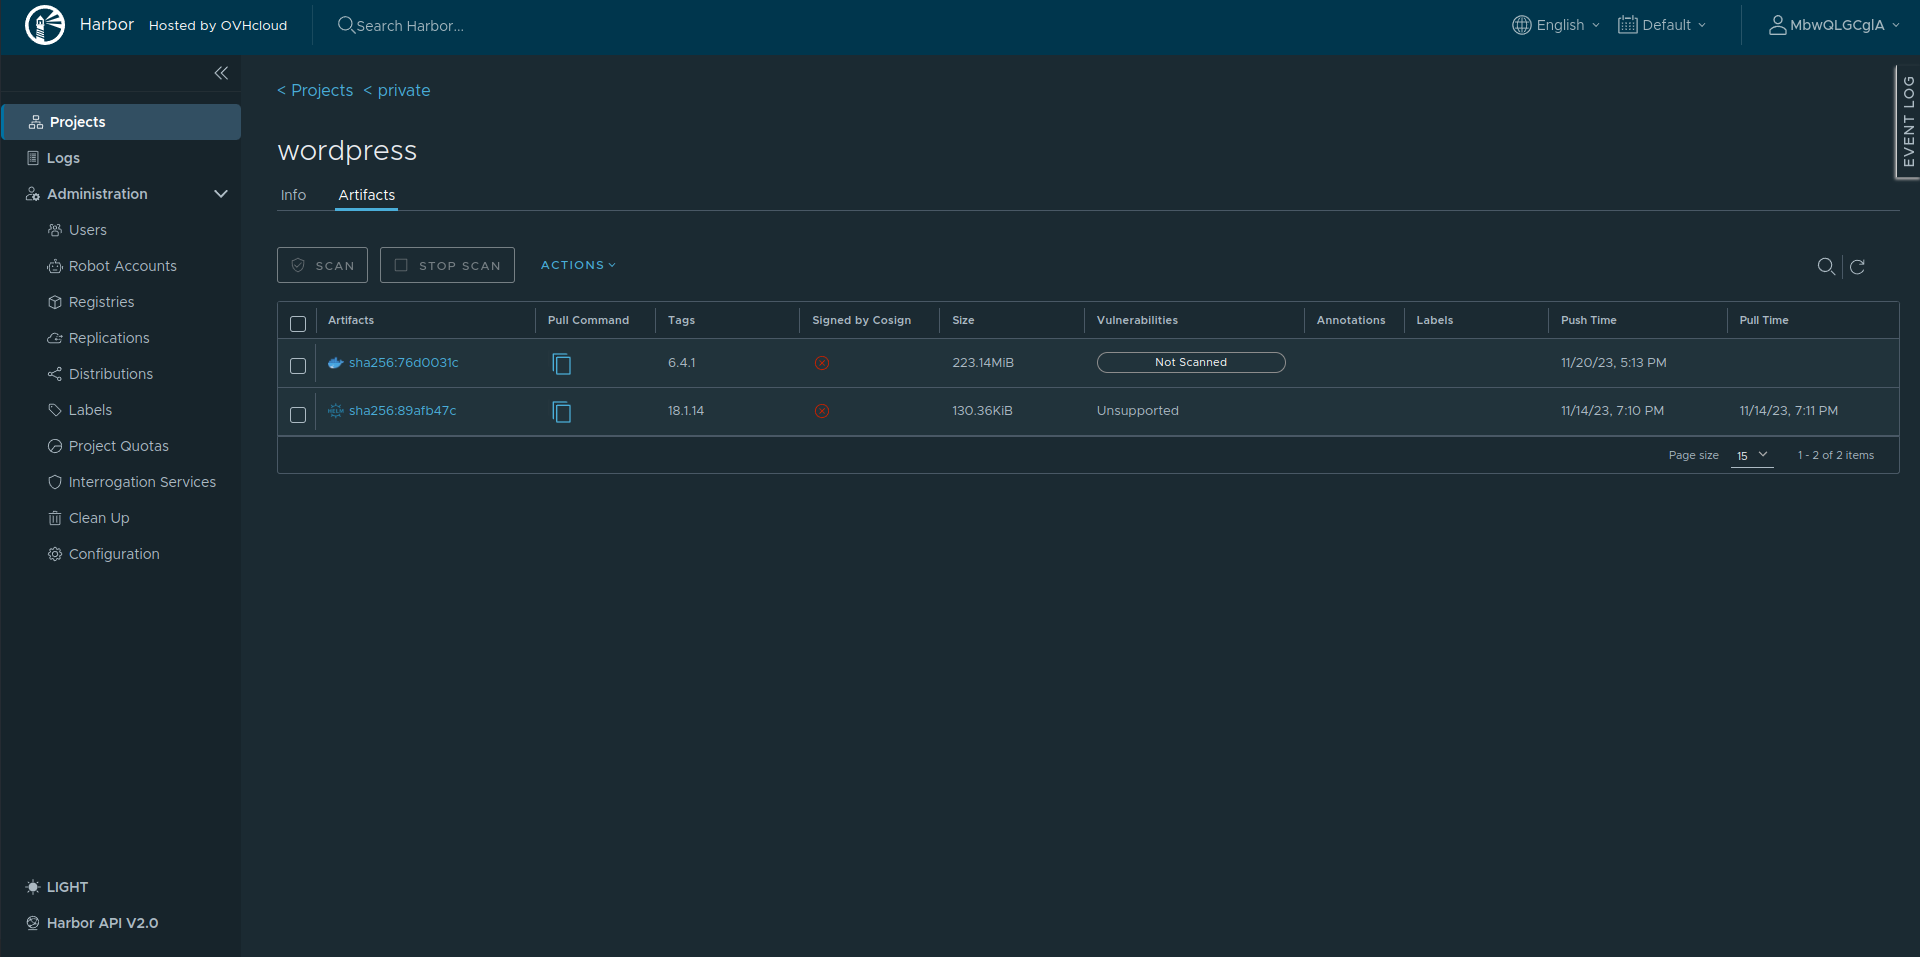 Harbor Hosted by OVHcloud Search Harbor... English Default MbwQLGCglA
EVENT LOG
Projects
Logs
Administration
Users
Robot Accounts
Registries
Replications
Distributions
Labels
Project Quotas
Interrogation Services
Clean Up
Configuration
LIGHT
Harbor API V2.0
< Projects < private
wordpress
Info Artifacts
SCAN STOP SCAN ACTIONS
Artifacts Pull Command Tags Signed by Cosign Size Vulnerabilities Annotations Labels Push Time Pull Time
sha256:76d0031c 6.4.1 223.14MiB Not Scanned 11/20/23, 5:13 PM
HELM sha256:89afb47c 18.1.14 130.36KiB Unsupported 11/14/23, 7:10 PM 11/14/23, 7:11 PM
Page size 15 1 - 2 of 2 items